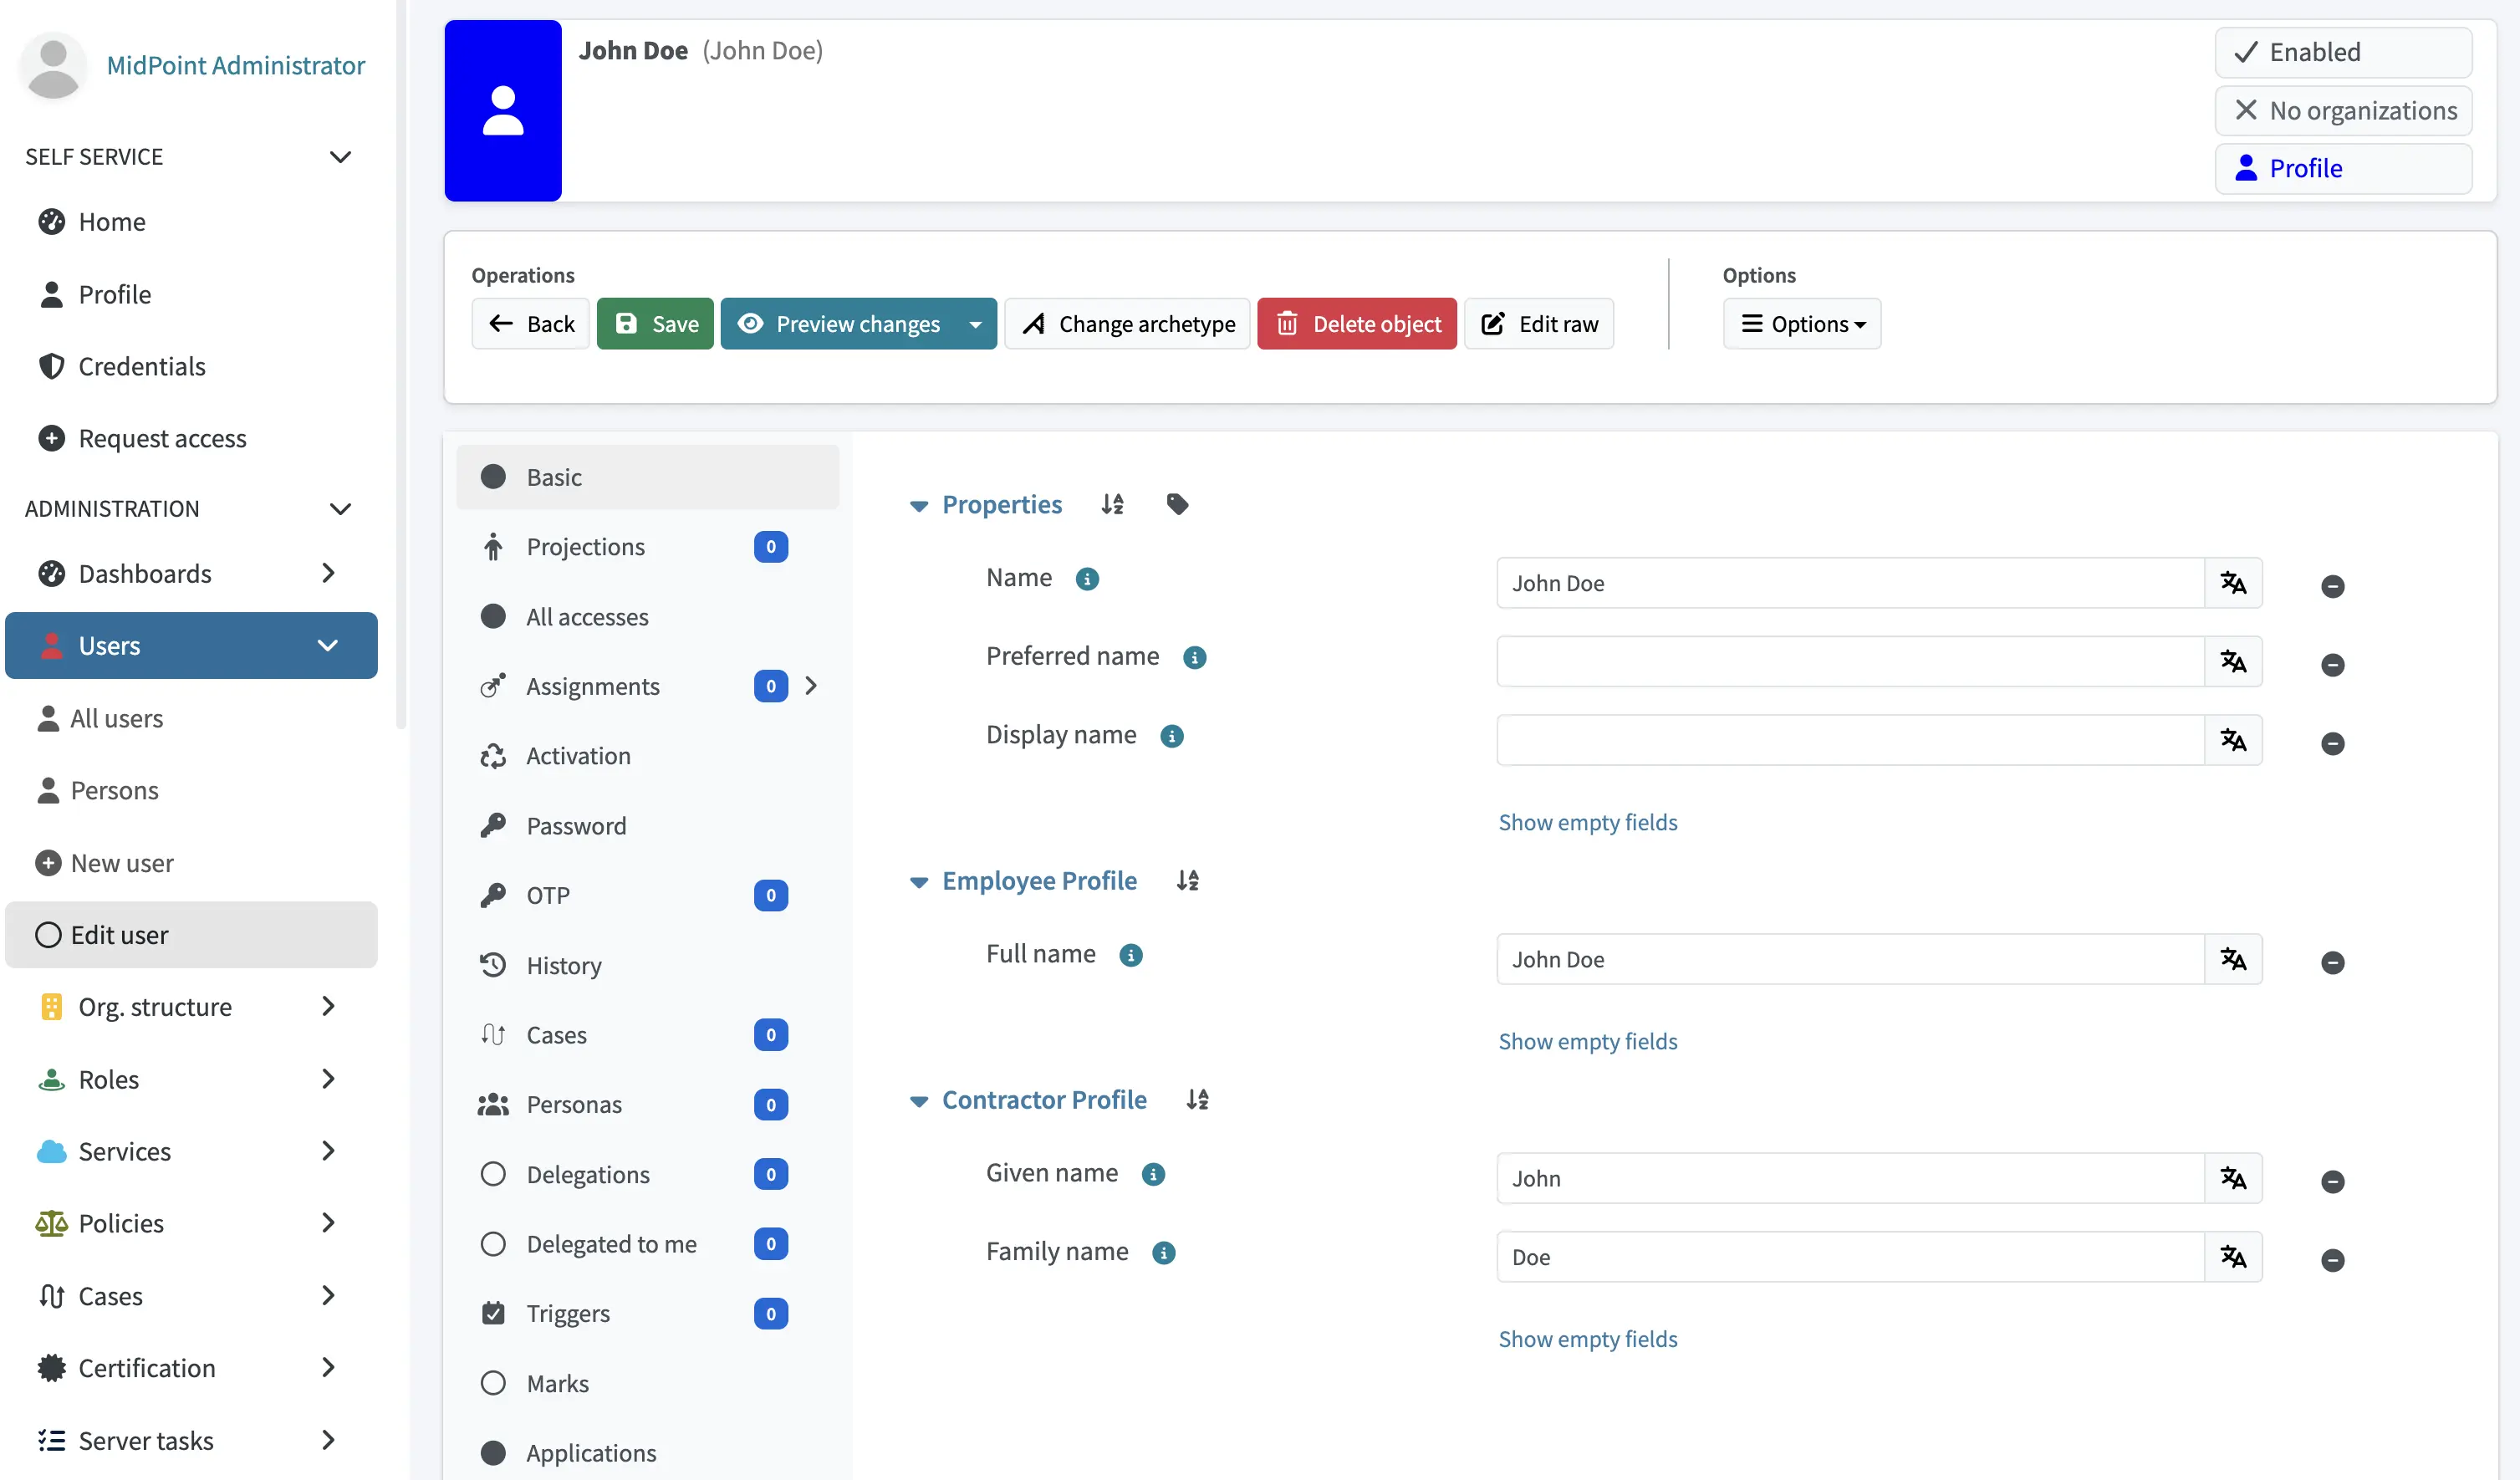 MidPoint Administrator
SELF SERVICE
Home
Profile
Credentials
Request access
ADMINISTRATION
Dashboards
Users
All users
Persons
New user
Edit user
Org. structure
Roles
Services
Policies
Cases
Certification
Server tasks
John Doe (John Doe)
Enabled
No organizations
Profile
Operations
Back
Save
Preview changes
Change archetype
Delete object
Edit raw
Options
Options
Basic
Projections 0
All accesses
Assignments 0
Activation
Password
OTP 0
History
Cases 0
Personas 0
Delegations 0
Delegated to me 0
Triggers 0
Marks
Applications
Properties
Name John Doe
Preferred name
Display name
Show empty fields
Employee Profile
Full name John Doe
Show empty fields
Contractor Profile
Given name John
Family name Doe
Show empty fields